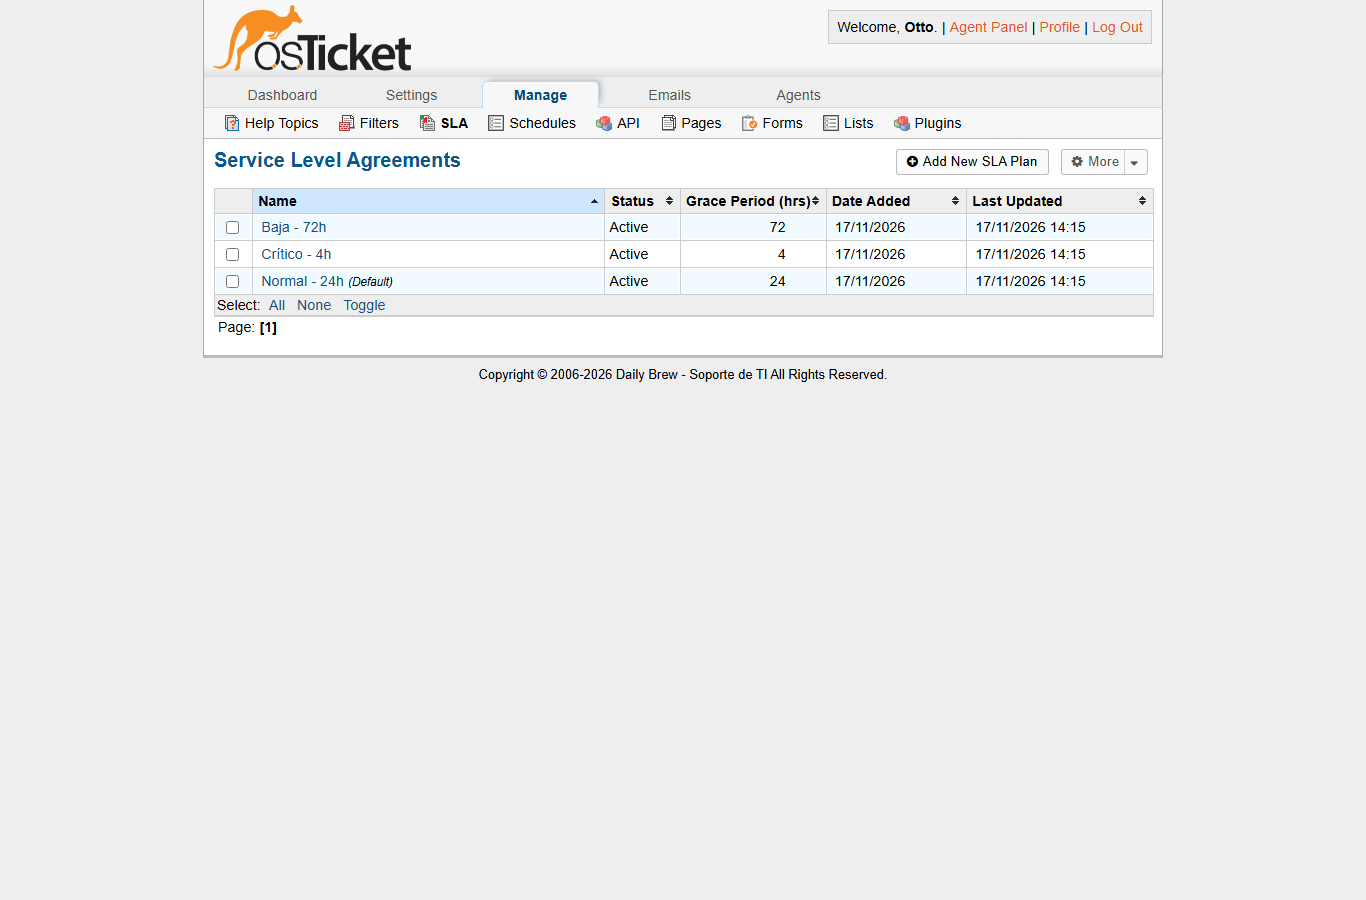 osTicket
Welcome, Otto. | Agent Panel | Profile | Log Out
Dashboard Settings Manage Emails Agents
Help Topics Filters SLA Schedules API Pages Forms Lists Plugins
Service Level Agreements
Add New SLA Plan More
Name Status Grace Period (hrs) Date Added Last Updated
Baja - 72h Active 72 17/11/2026 17/11/2026 14:15
Crítico - 4h Active 4 17/11/2026 17/11/2026 14:15
Normal - 24h (Default) Active 24 17/11/2026 17/11/2026 14:15
Select: All None Toggle
Page: [1]
Copyright © 2006-2026 Daily Brew - Soporte de TI All Rights Reserved.